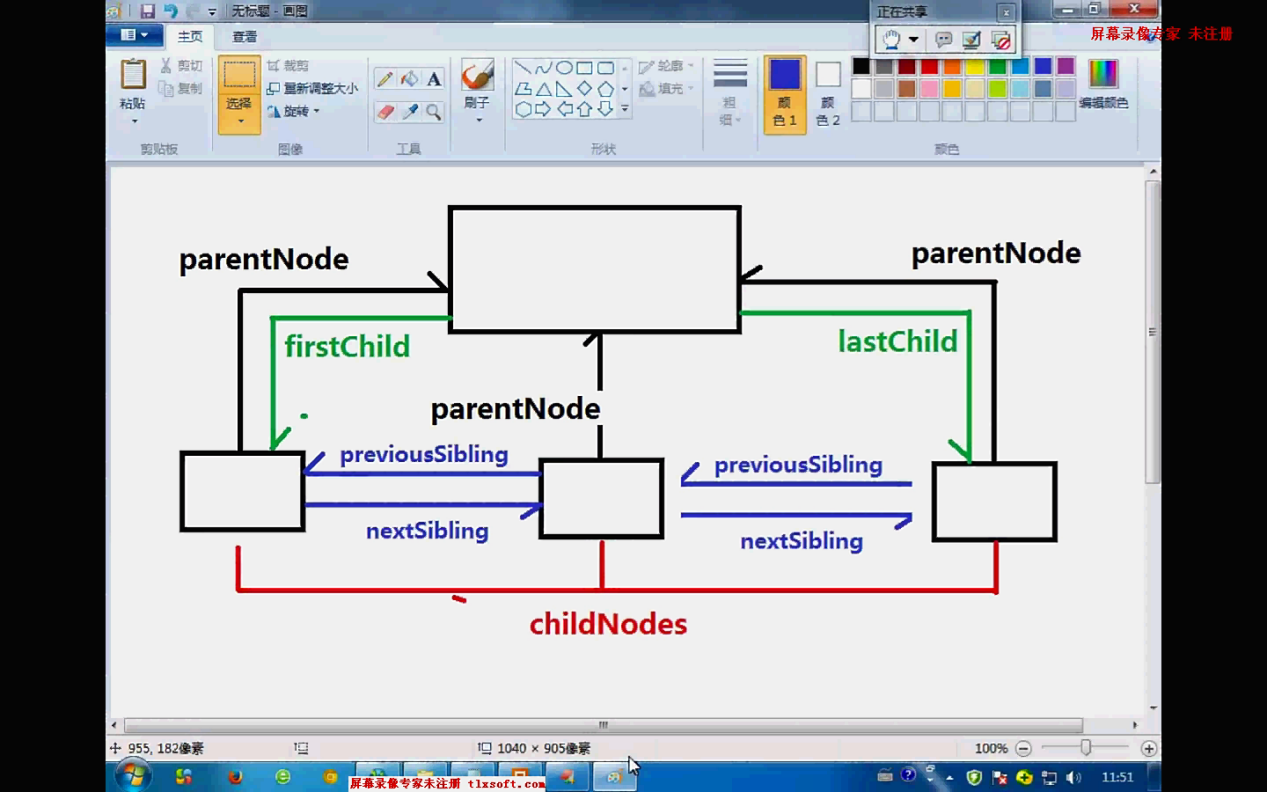 无标题 - 画图
正在共享
屏幕录像专家 未注册
主页
查看
粘贴
剪切
复制
剪贴板
选择
裁剪
重新调整大小
旋转
图像
A
工具
刷子
轮廓
填充
形状
粗细
颜色 1
颜色 2
编辑颜色
颜色
parentNode
parentNode
firstChild
lastChild
parentNode
previousSibling
previousSibling
nextSibling
nextSibling
childNodes
955, 182像素
1040 × 905像素
100%
屏幕录像专家未注册 tlxsoft.com
11:51